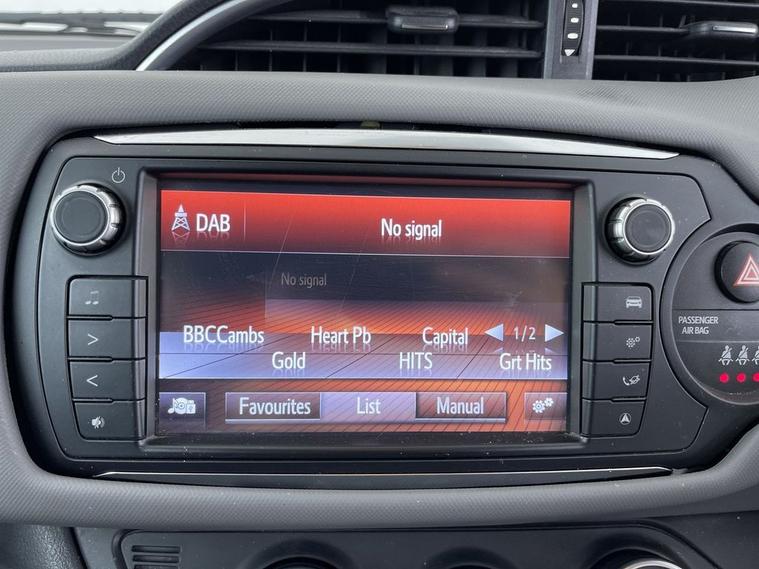 DAB
No signal
No signal
BBCCambs Heart Pb Capital 1/2
Gold HITS Grt Hits
Favourites List Manual
PASSENGER
AIR BAG